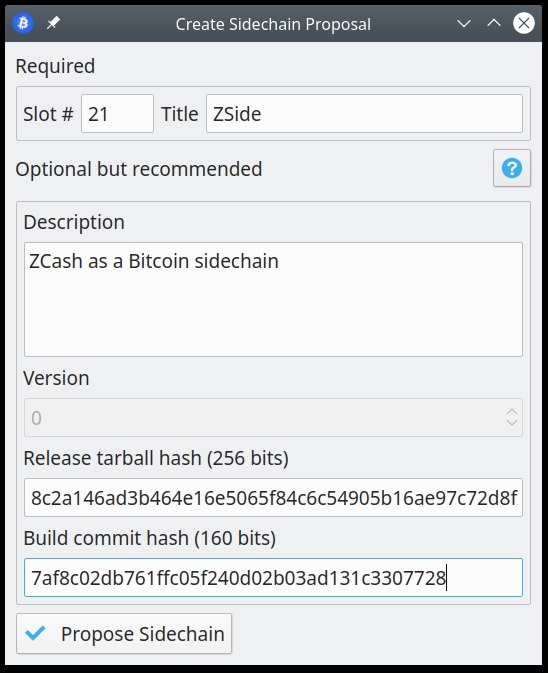 Create Sidechain Proposal
Required
Slot # 21 Title ZSide
Optional but recommended
Description
ZCash as a Bitcoin sidechain
Version
0
Release tarball hash (256 bits)
8c2a146ad3b464e16e5065f84c6c54905b16ae97c72d8f
Build commit hash (160 bits)
7af8c02db761ffc05f240d02b03ad131c3307728
Propose Sidechain